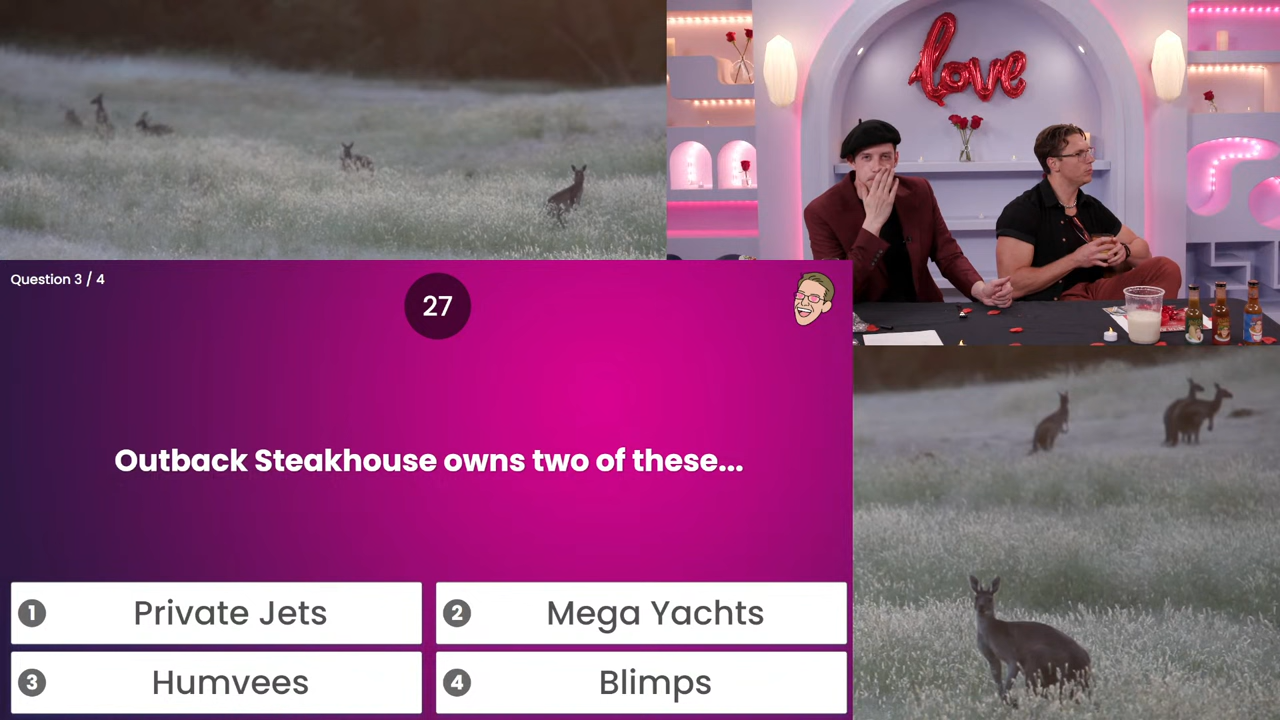 love
Question 3 / 4
27
Outback Steakhouse owns two of these...
1 Private Jets
2 Mega Yachts
3 Humvees
4 Blimps